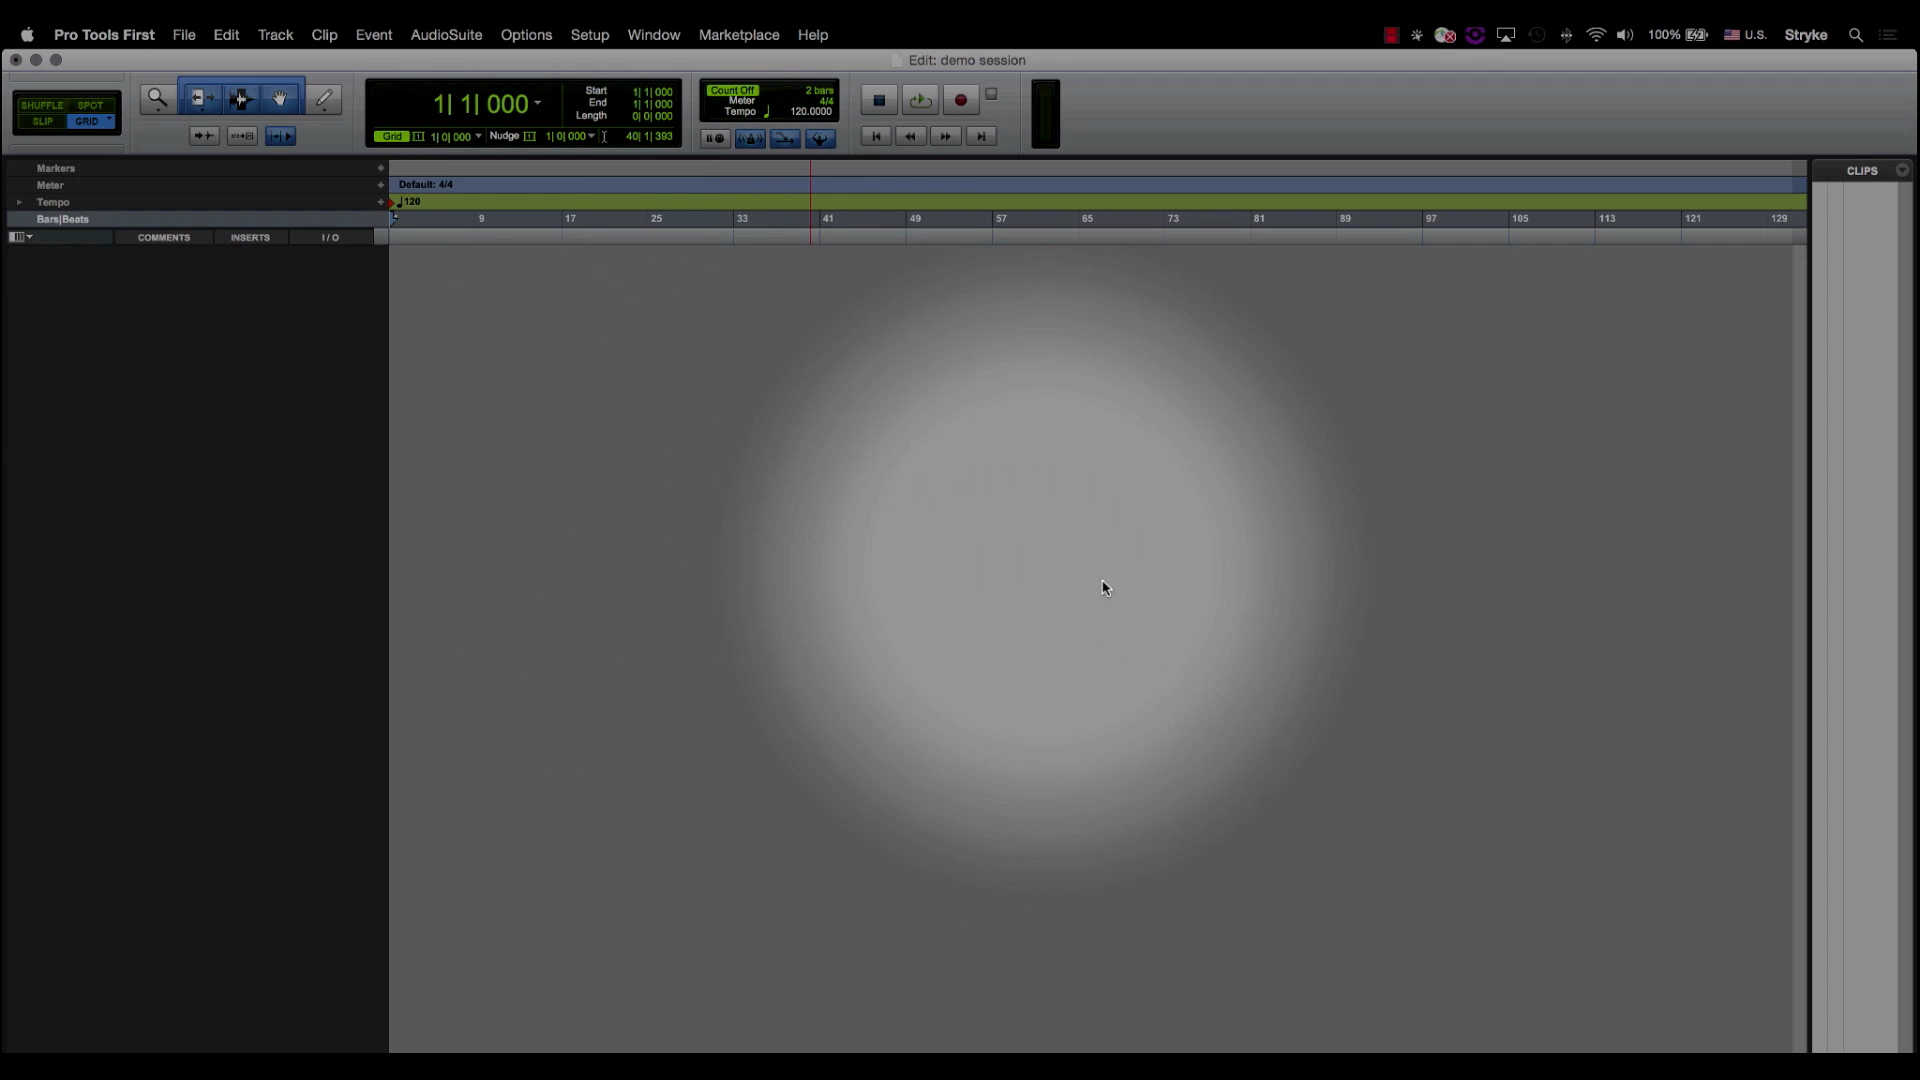 Pro Tools First File Edit Track Clip Event AudioSuite Options Setup Window Marketplace Help 100% U.S. Stryke
Edit: demo session
SHUFFLE SPOT
SLIP GRID
1| 1| 000
Start 1| 1| 000
End 1| 1| 000
Length 0| 0| 000
Grid 1| 0| 000 Nudge 1| 0| 000 40| 1| 393
Count Off 2 bars
Meter 4/4
Tempo 120.0000
Markers
Meter Default: 4/4
Tempo 120
Bars|Beats 9 17 25 33 41 49 57 65 73 81 89 97 105 113 121 129
COMMENTS INSERTS I / O
CLIPS